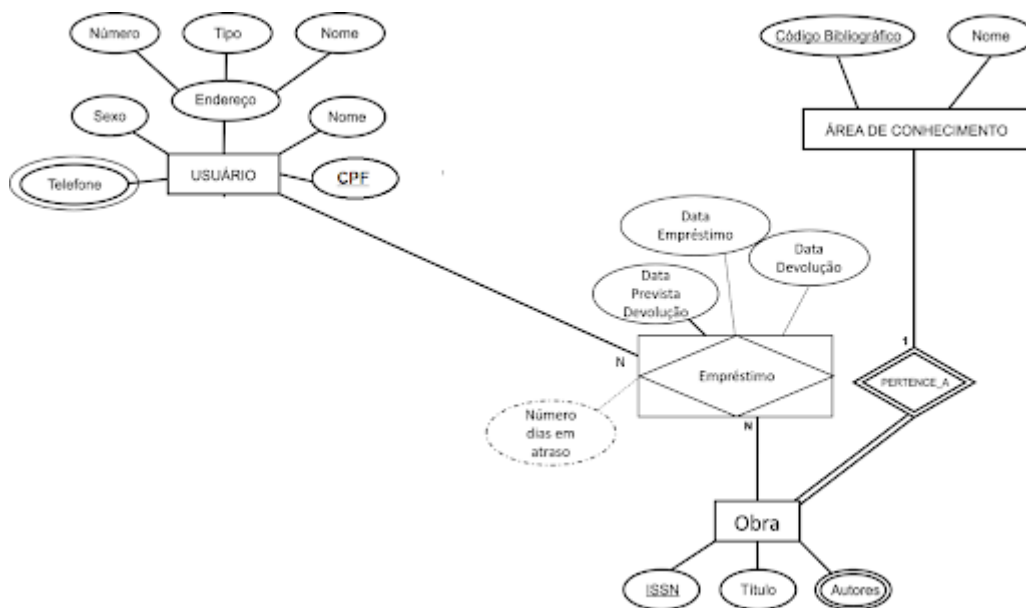 Número
Tipo
Nome
Endereço
Sexo
Nome
USUÁRIO
Telefone
CPF
Código Bibliográfico
Nome
ÁREA DE CONHECIMENTO
Data
Empréstimo
Data
Devolução
Data
Prevista
Devolução
N
Empréstimo
1
PERTENCE_A
Número
dias em
atraso
N
Obra
ISSN
Título
Autores